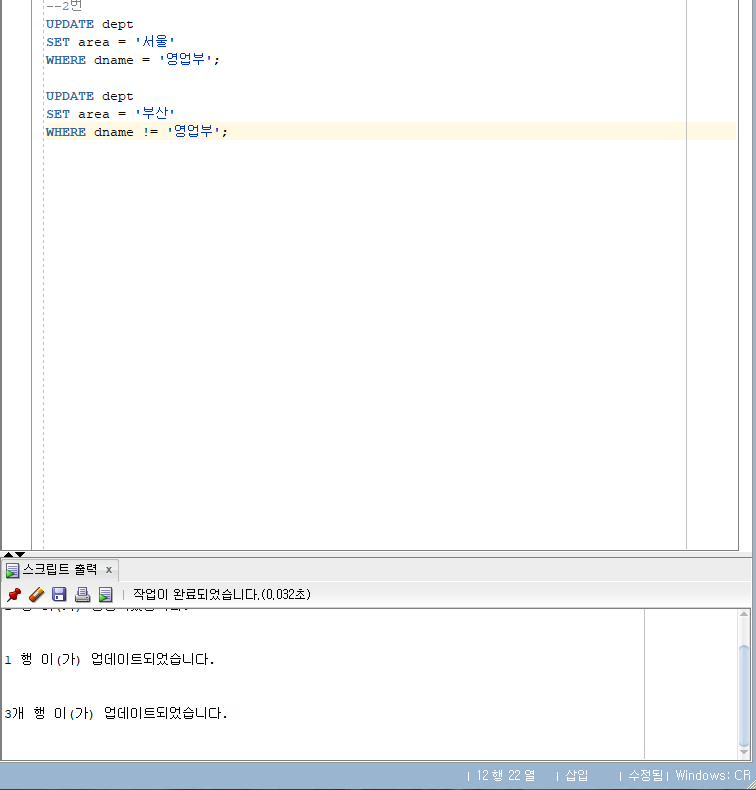 --2번
UPDATE dept
SET area = '서울'
WHERE dname = '영업부';
UPDATE dept
SET area = '부산'
WHERE dname != '영업부';
스크립트 출력 x
작업이 완료되었습니다.(0,032초)
1 행 이(가) 업데이트되었습니다.
3개 행 이(가) 업데이트되었습니다.
12행 22열 | 삽입 | 수정됨 | Windows: CR